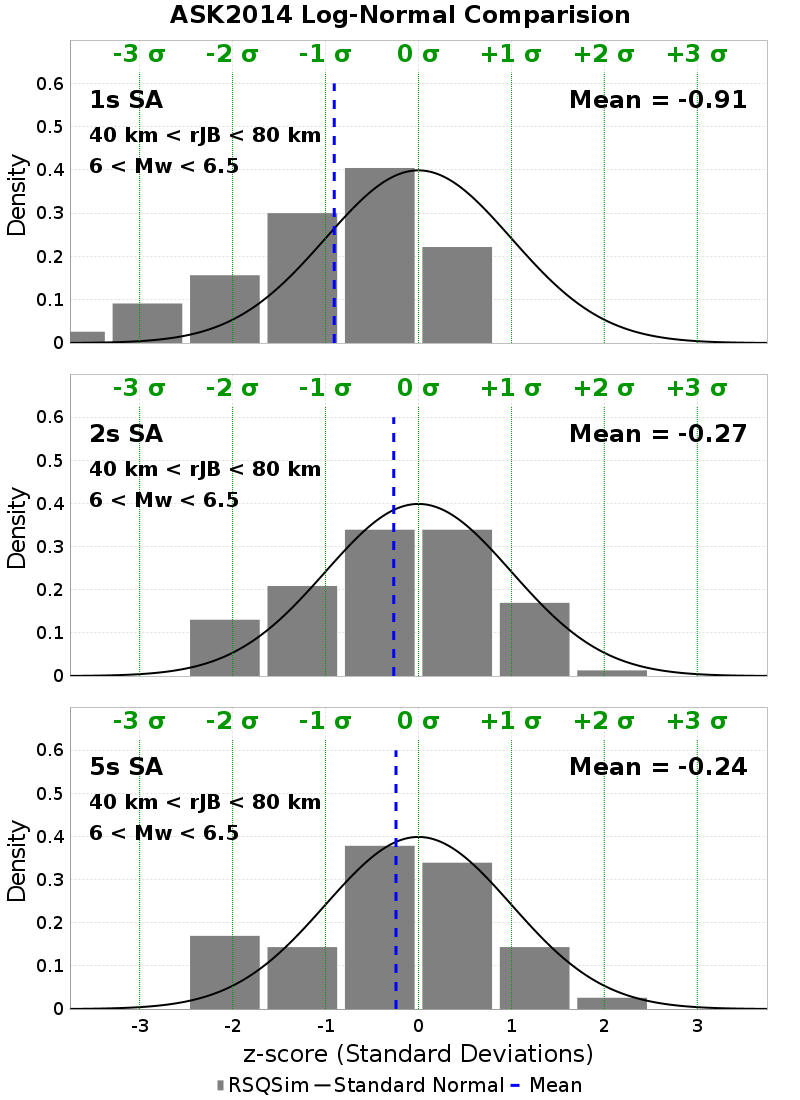 ASK2014 Log-Normal Comparision
-3 σ -2 σ -1 σ 0 σ +1 σ +2 σ +3 σ
0.6
1s SA Mean = -0.91
0.5
40 km < rJB < 80 km
6 < Mw < 6.5
0.4
Density
0.3
0.2
0.1
0
-3 σ -2 σ -1 σ 0 σ +1 σ +2 σ +3 σ
0.6
2s SA Mean = -0.27
0.5
40 km < rJB < 80 km
6 < Mw < 6.5
0.4
Density
0.3
0.2
0.1
0
-3 σ -2 σ -1 σ 0 σ +1 σ +2 σ +3 σ
0.6
5s SA Mean = -0.24
0.5
40 km < rJB < 80 km
6 < Mw < 6.5
0.4
Density
0.3
0.2
0.1
0
-3 -2 -1 0 1 2 3
z-score (Standard Deviations)
RSQSim Standard Normal Mean